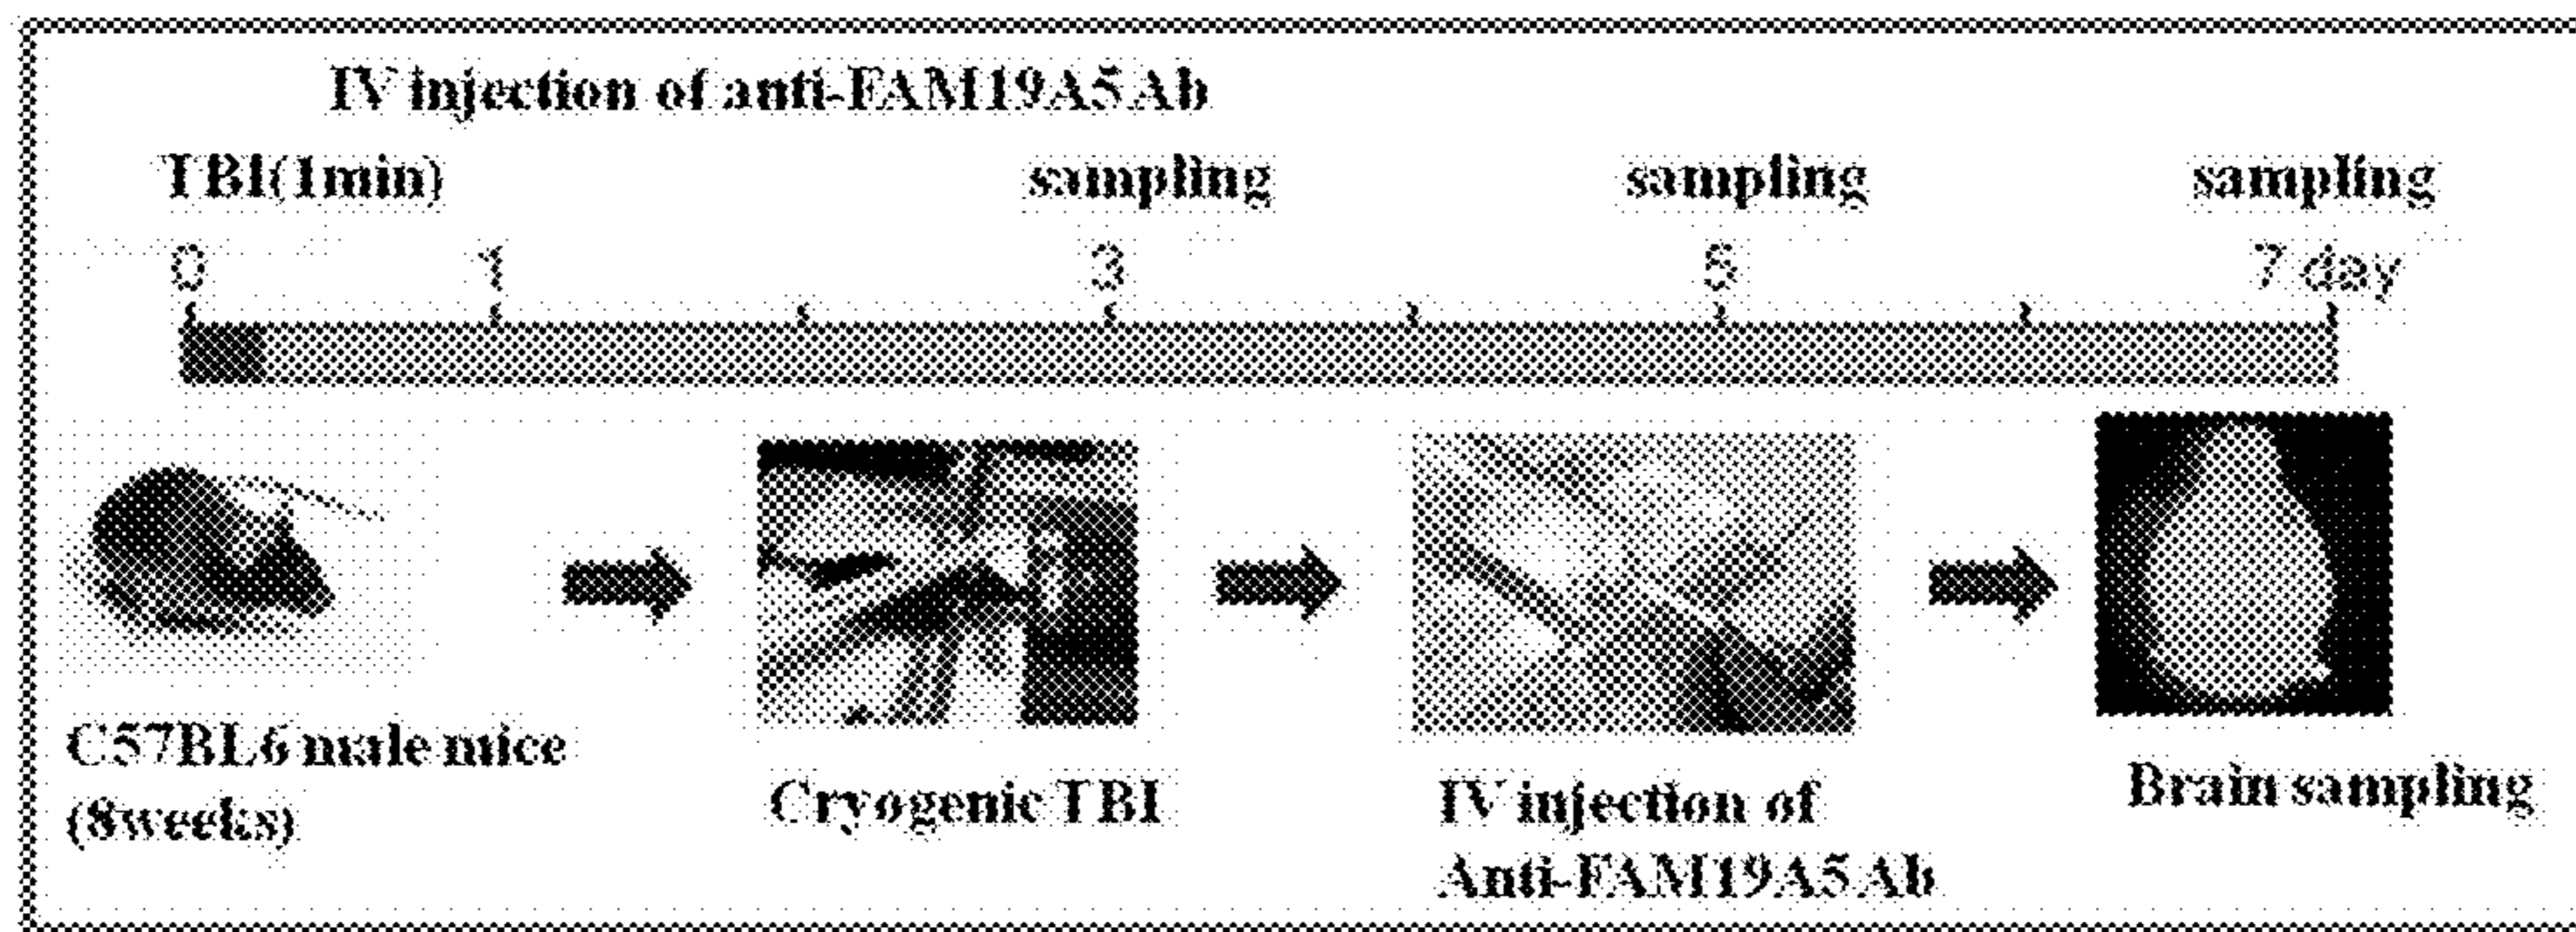 IV injection of anti-FAM19A5 Ab
TBI(1min) sampling sampling sampling
0 1 3 5 7 day
C57BL6 male mice
(8weeks)
Cryogenic TBI
IV injection of
Anti-FAM19A5 Ab
Brain sampling